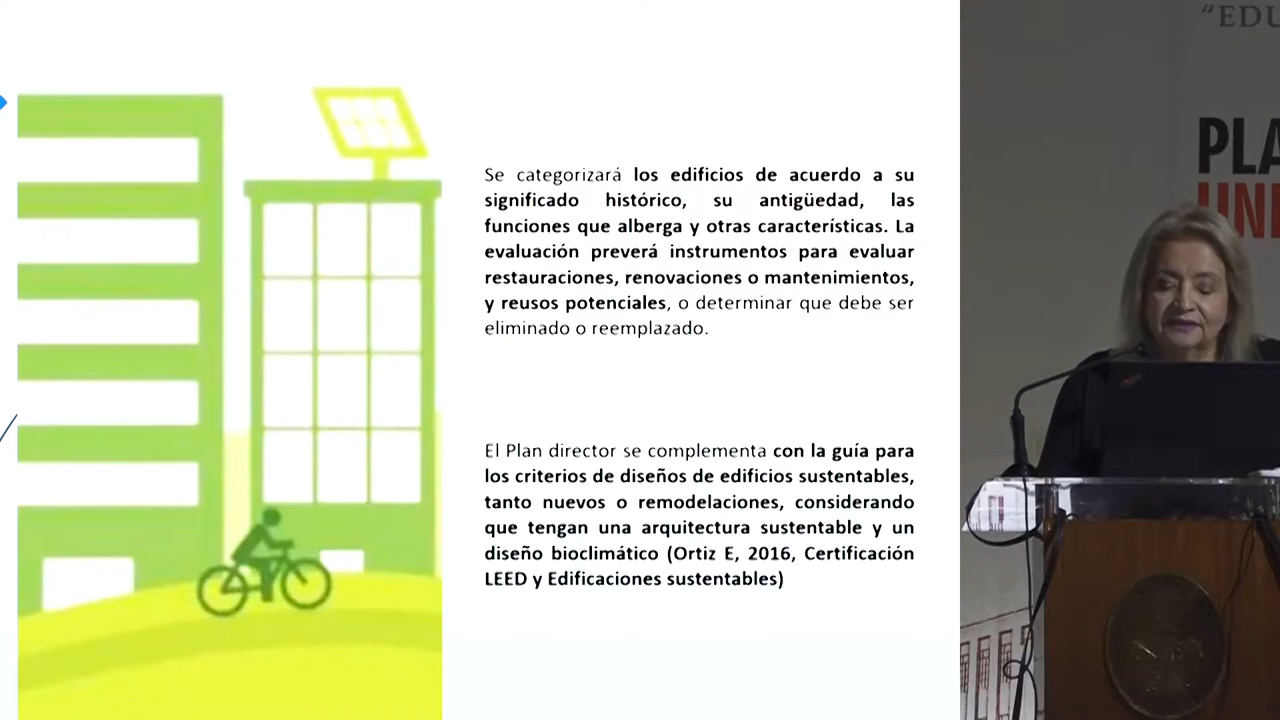 Se categorizará los edificios de acuerdo a su
significado histórico, su antigüedad, las
funciones que alberga y otras características. La
evaluación preverá instrumentos para evaluar
restauraciones, renovaciones o mantenimientos,
y reusos potenciales, o determinar que debe ser
eliminado o reemplazado.
El Plan director se complementa con la guía para
los criterios de diseños de edificios sustentables,
tanto nuevos o remodelaciones, considerando
que tengan una arquitectura sustentable y un
diseño bioclimático (Ortiz E, 2016, Certificación
LEED y Edificaciones sustentables)
“EDU
PLA
UNI